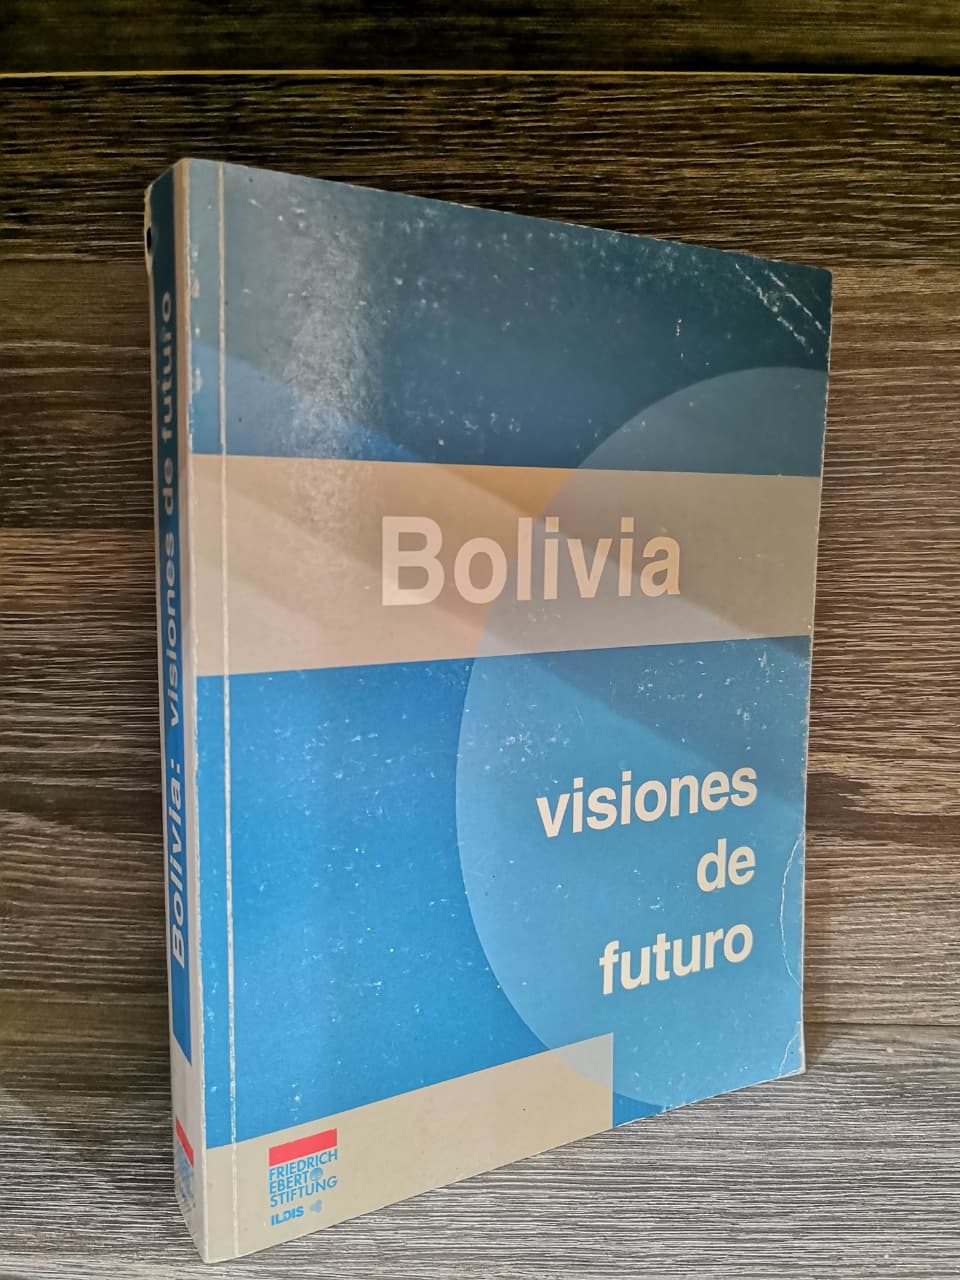 Bolivia
visiones
de
futuro
FRIEDRICH
EBERT
STIFTUNG
ILDIS
Bolivia: visiones de futuro